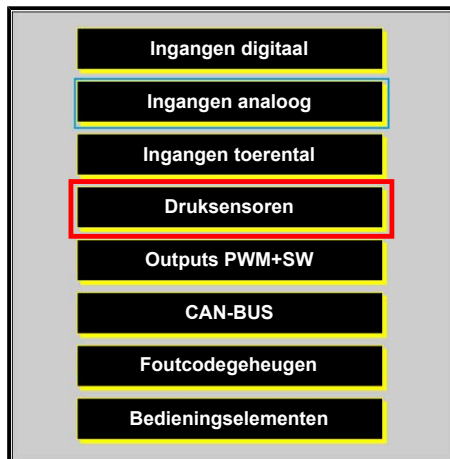 Ingangen digitaal
Ingangen analoog
Ingangen toerental
Druksensoren
Outputs PWM+SW
CAN-BUS
Foutcodegeheugen
Bedieningselementen